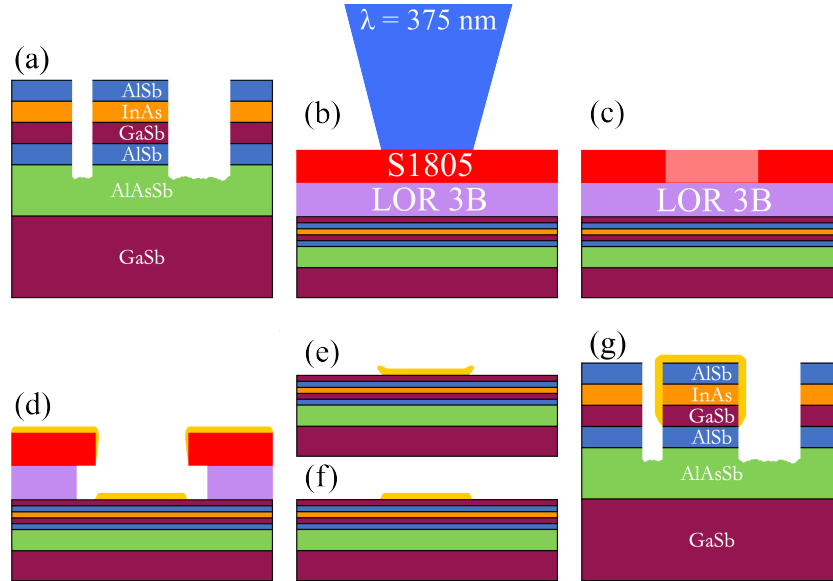 (a)
AlSb
InAs
GaSb
AlSb
AlAsSb
GaSb
(b)
λ = 375 nm
S1805
LOR 3B
(c)
LOR 3B
(d)
(e)
(f)
(g)
AlSb
InAs
GaSb
AlSb
AlAsSb
GaSb